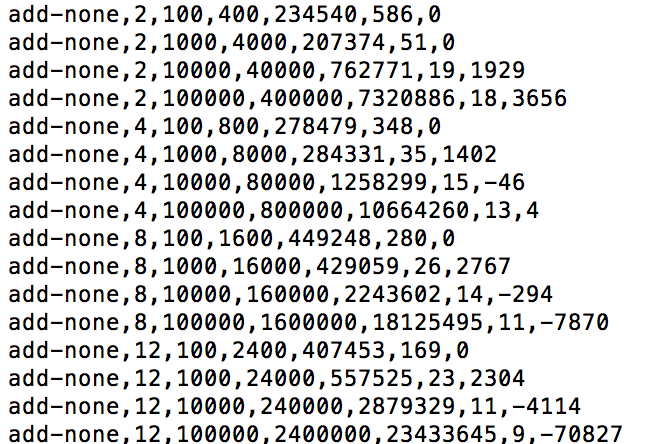 add-none,2,100,400,234540,586,0
add-none,2,1000,4000,207374,51,0
add-none,2,10000,40000,762771,19,1929
add-none,2,100000,400000,7320886,18,3656
add-none,4,100,800,278479,348,0
add-none,4,1000,8000,284331,35,1402
add-none,4,10000,80000,1258299,15,-46
add-none,4,100000,800000,10664260,13,4
add-none,8,100,1600,449248,280,0
add-none,8,1000,16000,429059,26,2767
add-none,8,10000,160000,2243602,14,-294
add-none,8,100000,1600000,18125495,11,-7870
add-none,12,100,2400,407453,169,0
add-none,12,1000,24000,557525,23,2304
add-none,12,10000,240000,2879329,11,-4114
add-none,12,100000,2400000,23433645,9,-70827